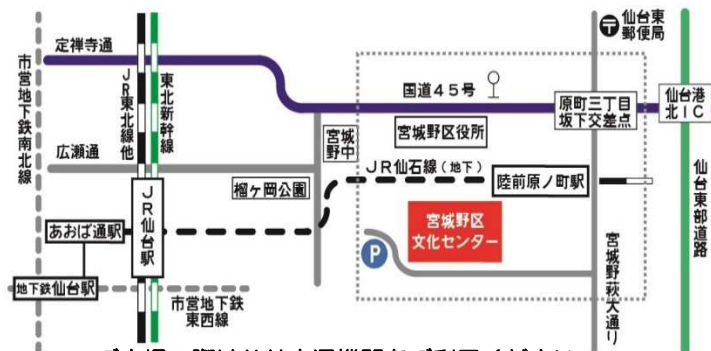 仙台東
郵便局
定禅寺通
市営地下鉄南北線
JR東北線他
東北新幹線
国道45号
原町三丁目
坂下交差点
仙台港
北IC
宮城野区役所
宮城
野中
広瀬通
JR仙石線(地下)
榴ヶ岡公園
陸前原ノ町駅
JR仙台駅
あおば通駅
宮城野区
文化センター
P
仙台東部道路
宮城野萩大通り
地下鉄仙台駅
市営地下鉄
東西線